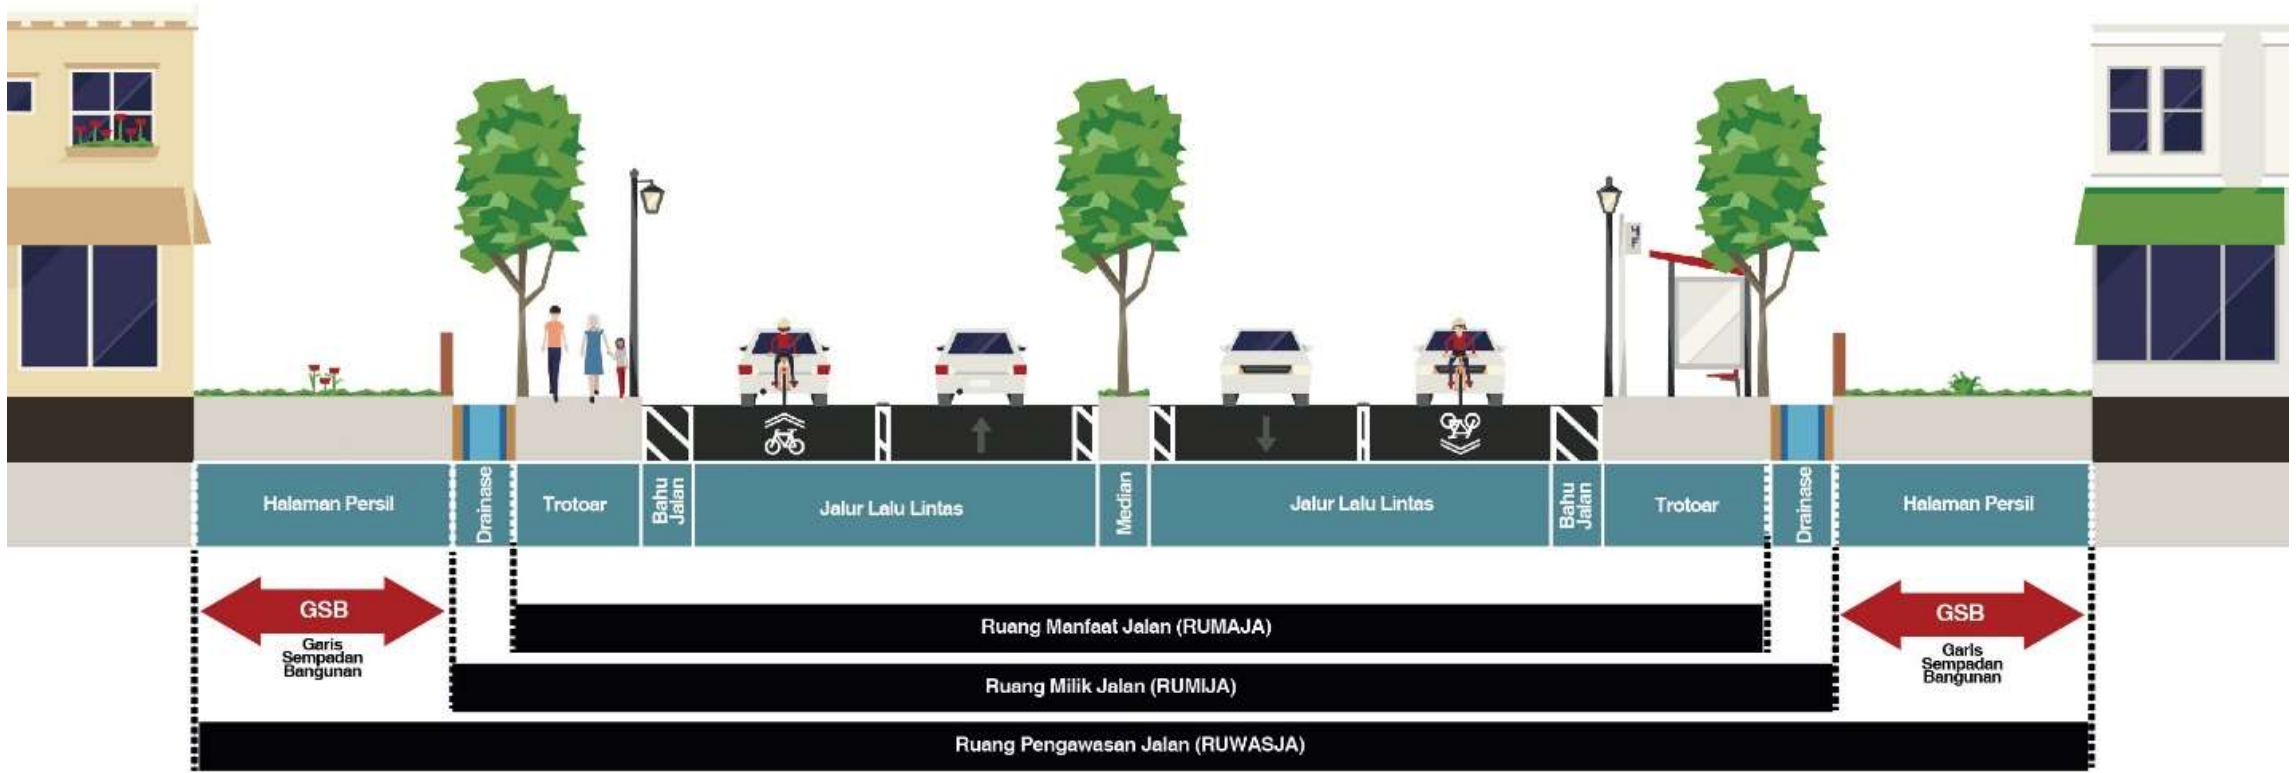 Halaman Persil
Drainase
Trotoar
Bahu
Jalan
Jalur Lalu Lintas
Median
Jalur Lalu Lintas
Bahu
Jalan
Trotoar
Drainase
Halaman Persil
GSB
Garis
Sempadan
Bangunan
GSB
Garis
Sempadan
Bangunan
Ruang Manfaat Jalan (RUMAJA)
Ruang Milik Jalan (RUMIJA)
Ruang Pengawasan Jalan (RUWASJA)